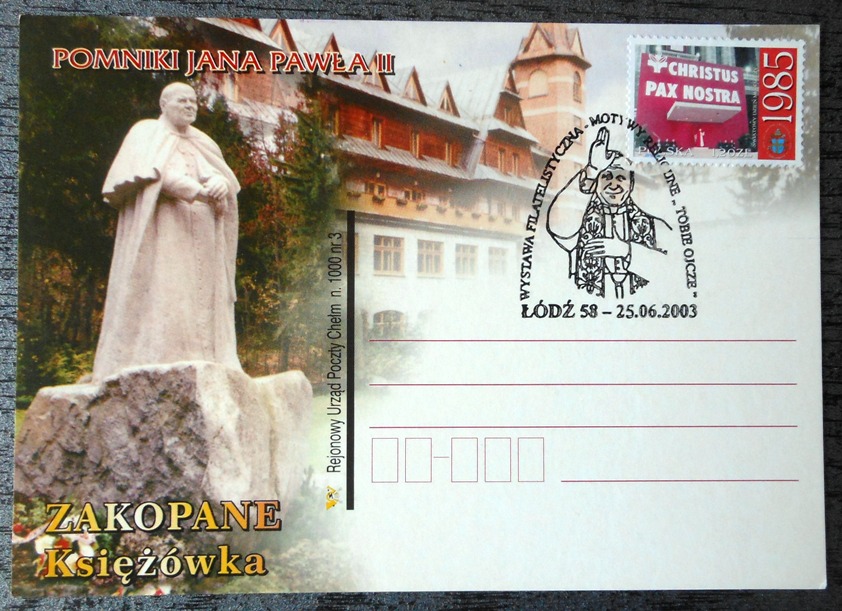 POMNIKI JANA PAWŁA II
CHRISTUS
PAX NOSTRA
1985
WYSTAWA FILATELISTYCZNA - MOTYWY RELIGIJNE „TOBIE OJCZE”
ŁÓDŹ 58 – 25.06.2003
Rejonowy Urząd Poczty Chełm n. 1000 nr 3
ZAKOPANE
Księżówka